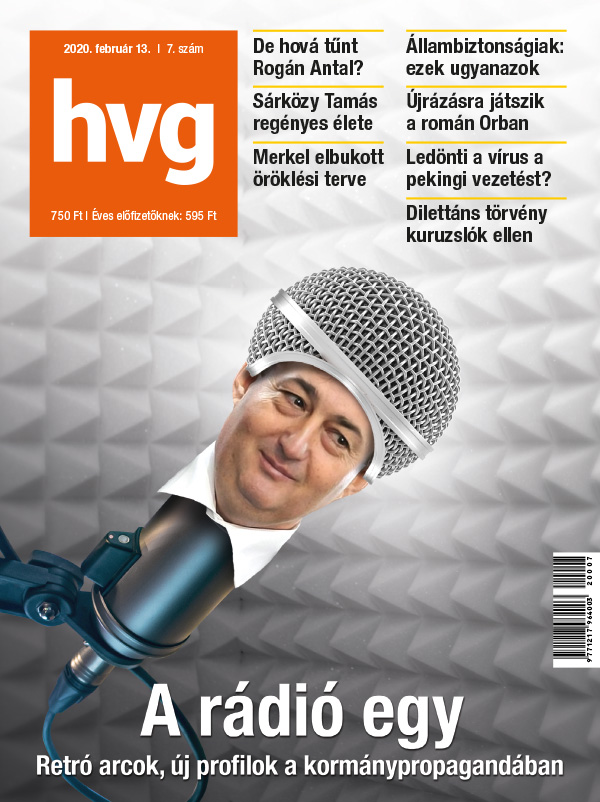 2020. február 13. | 7. szám
hvg
750 Ft | Éves előfizetőknek: 595 Ft
De hová tűnt
Rogán Antal?
Sárközy Tamás
regényes élete
Merkel elbukott
öröklési terve
Állambiztonságiak:
ezek ugyanazok
Újrázásra játszik
a román Orban
Ledönti a vírus a
pekingi vezetést?
Dilettáns törvény
kuruzslók ellen
20007
9771217964003
A rádió egy
Retró arcok, új profilok a kormánypropagandában